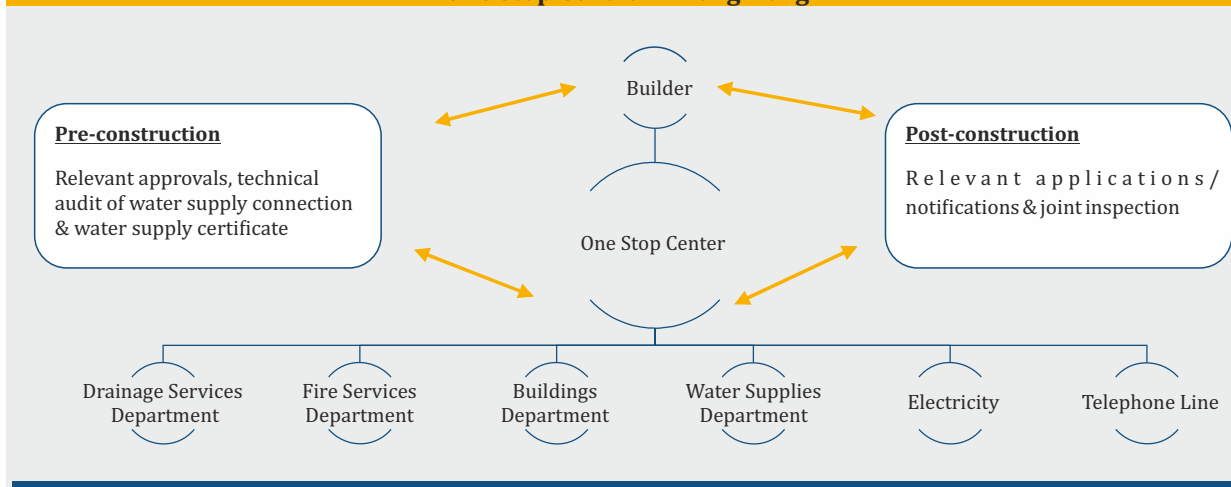 Builder
Pre-construction
Relevant approvals, technical
audit of water supply connection
& water supply certificate
Post-construction
Relevant applications/
notifications & joint inspection
One Stop Center
Drainage Services
Department
Fire Services
Department
Buildings
Department
Water Supplies
Department
Electricity
Telephone Line